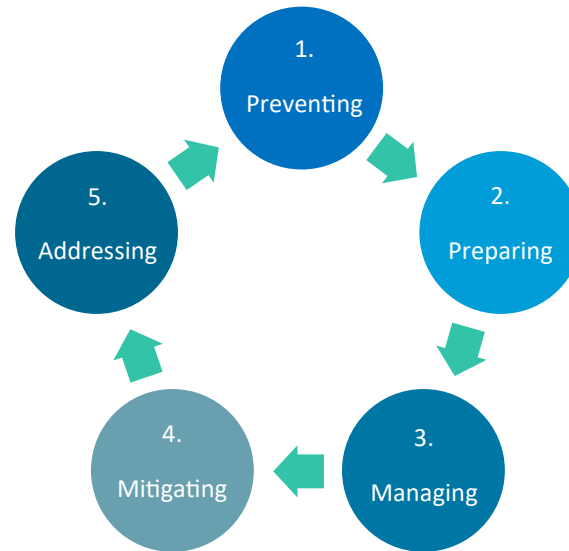 1.
Preventing
2.
Preparing
3.
Managing
4.
Mitigating
5.
Addressing